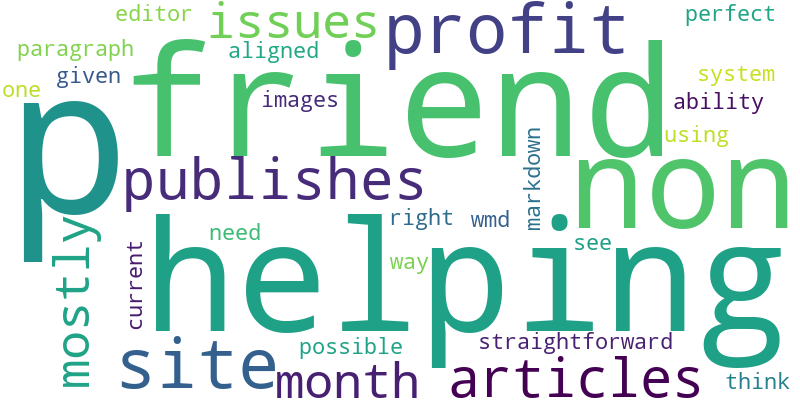 editor
issues
profit
perfect
paragraph
aligned
friend
one
given
images
system
ability
p
using
publishes
markdown
non
mostly
need
right
wmd
see
current
helping
way
site
possible
straightforward
month
articles
think